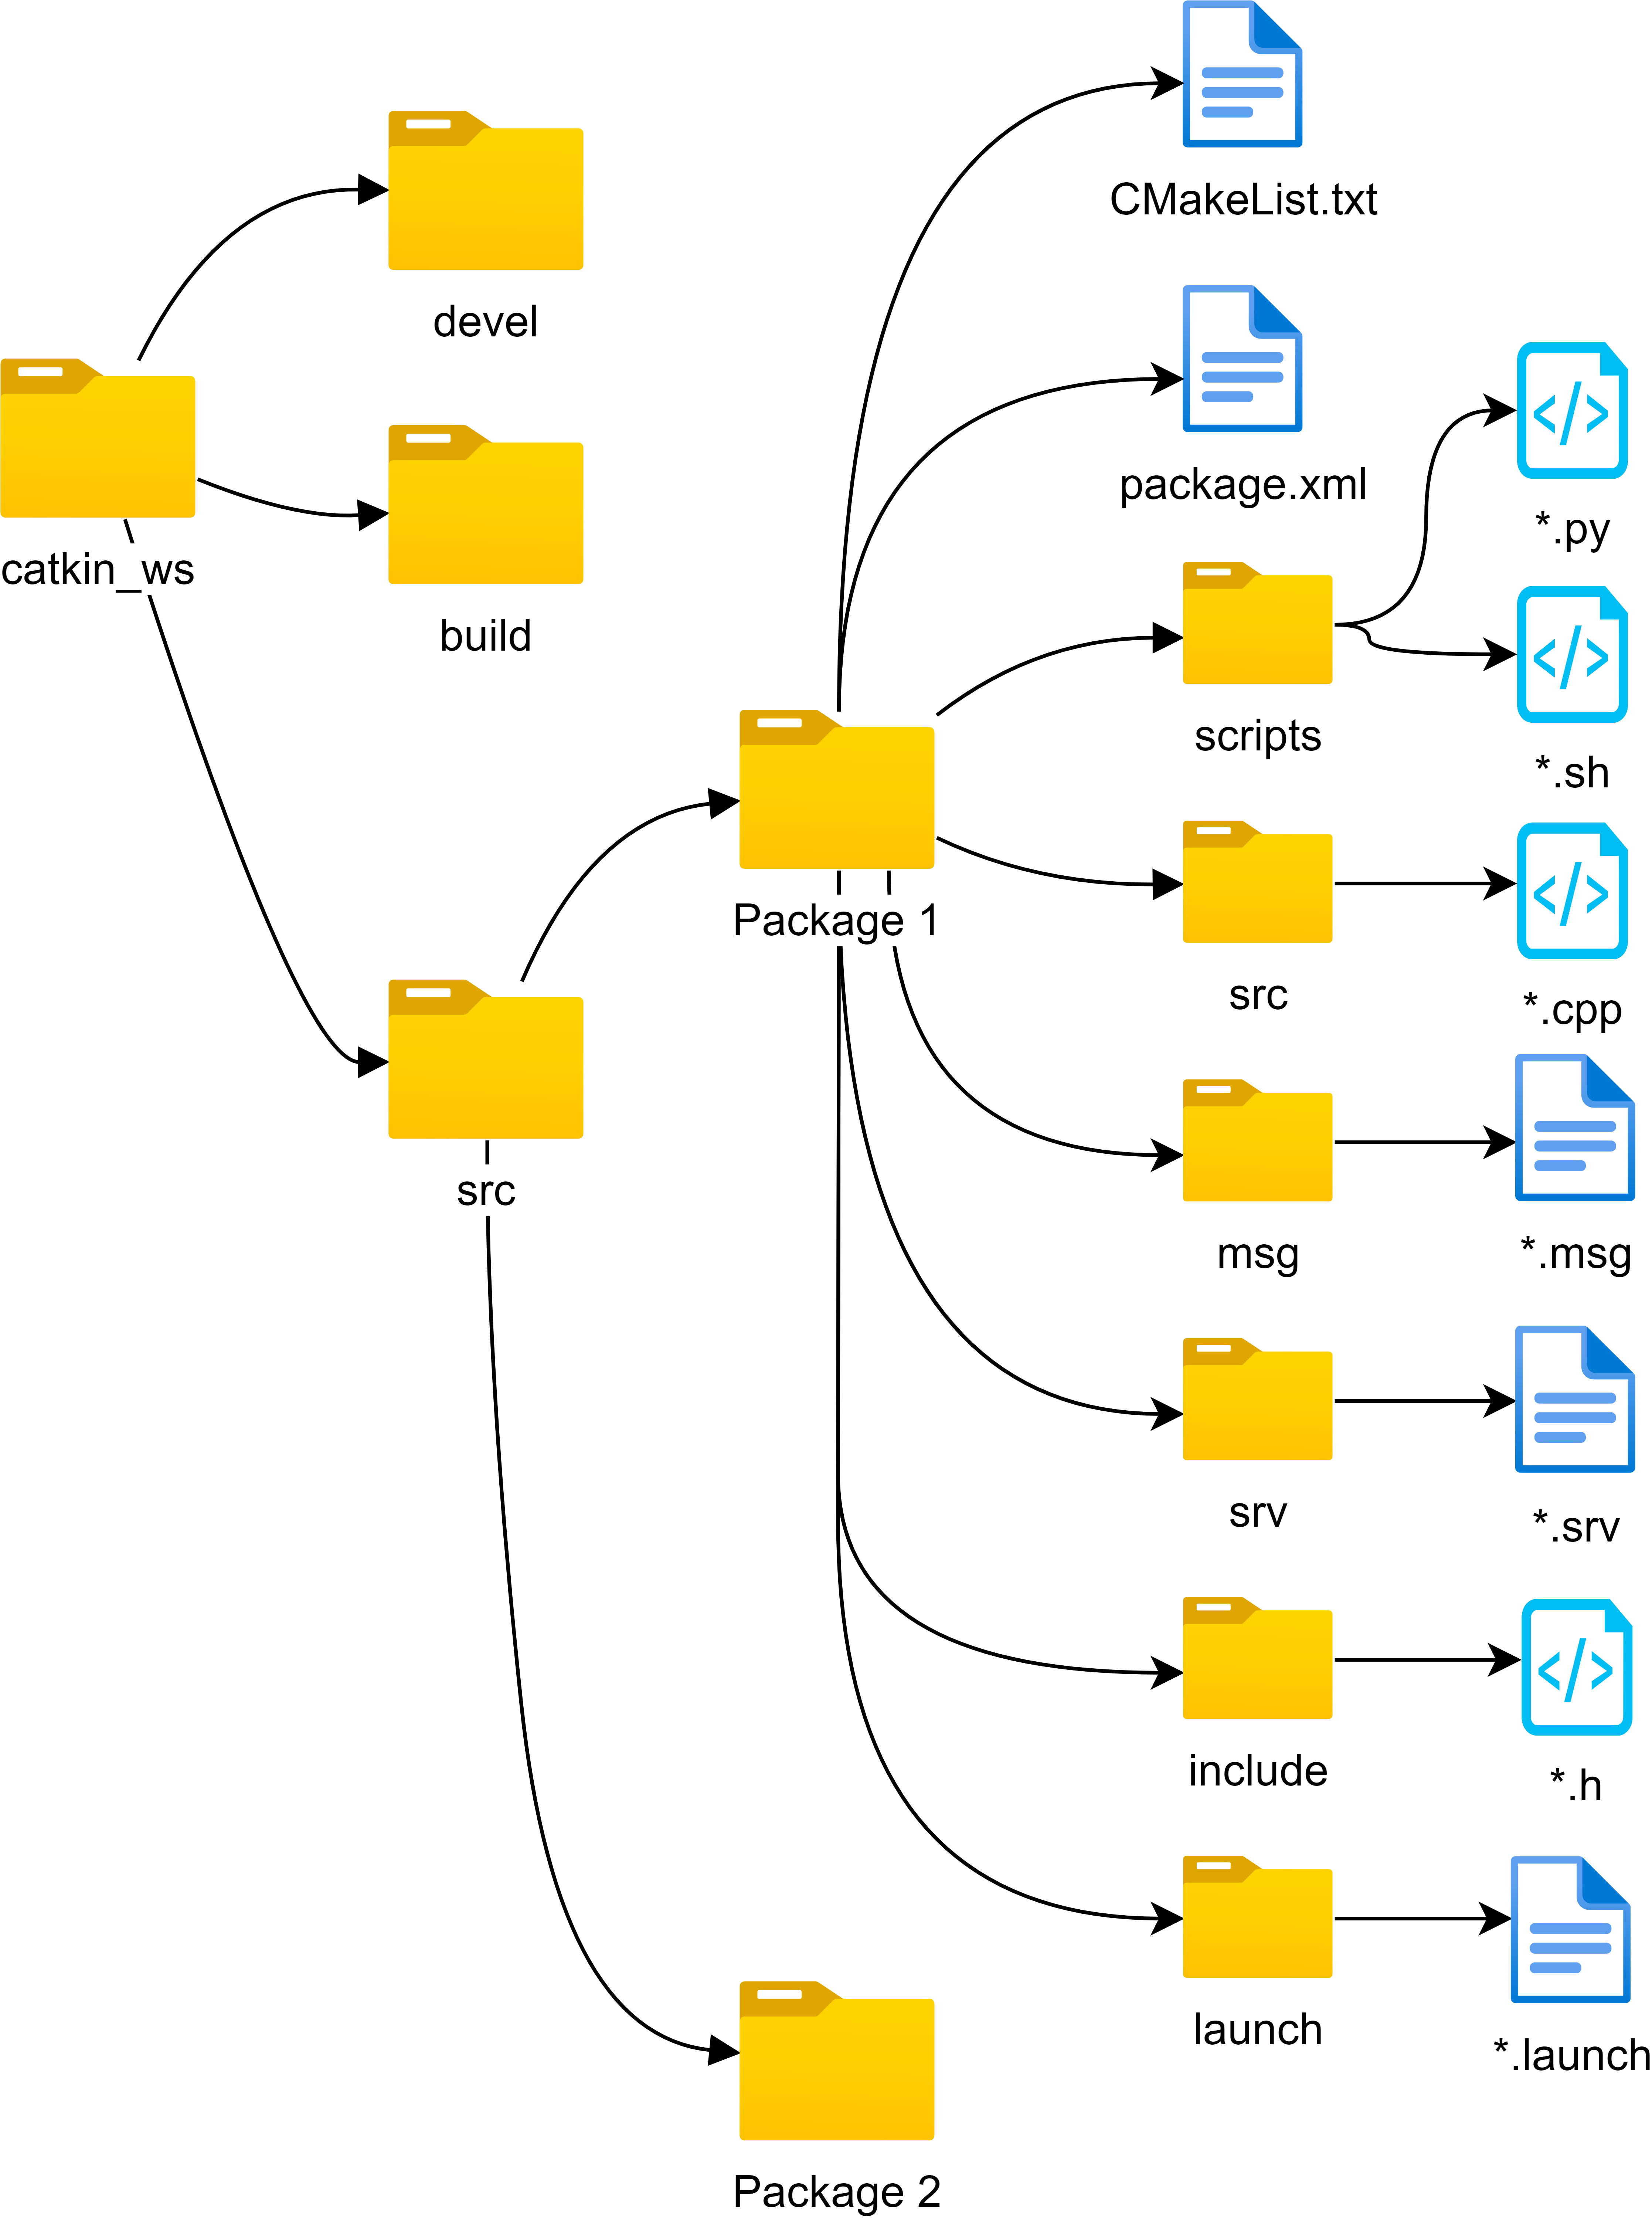 CMakeList.txt
devel
package.xml
*.py
catkin_ws
build
scripts
*.sh
Package 1
src
*.cpp
src
msg
*.msg
srv
*.srv
include
*.h
launch
*.launch
Package 2